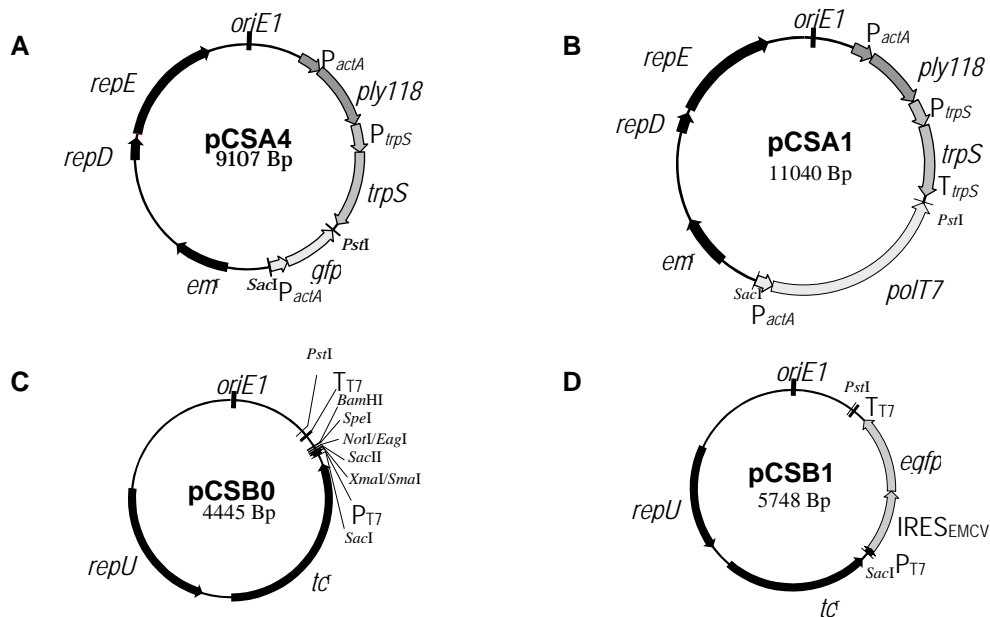 A
oriE1
PactA
ply118
PtrpS
trpS
PstI
gfp
PactA
SacI
emr
repD
repE
pCSA4
9107 Bp
B
oriE1
PactA
ply118
PtrpS
trpS
TtrpS
PstI
polT7
PactA
SacI
emr
repD
repE
pCSA1
11040 Bp
C
oriE1
PstI
TT7
BamHI
SpeI
NotI/EagI
SacII
XmaI/SmaI
PT7
SacI
tcr
repU
pCSB0
4445 Bp
D
oriE1
PstI
TT7
egfp
IRESEMCV
SacI PT7
tcr
repU
pCSB1
5748 Bp